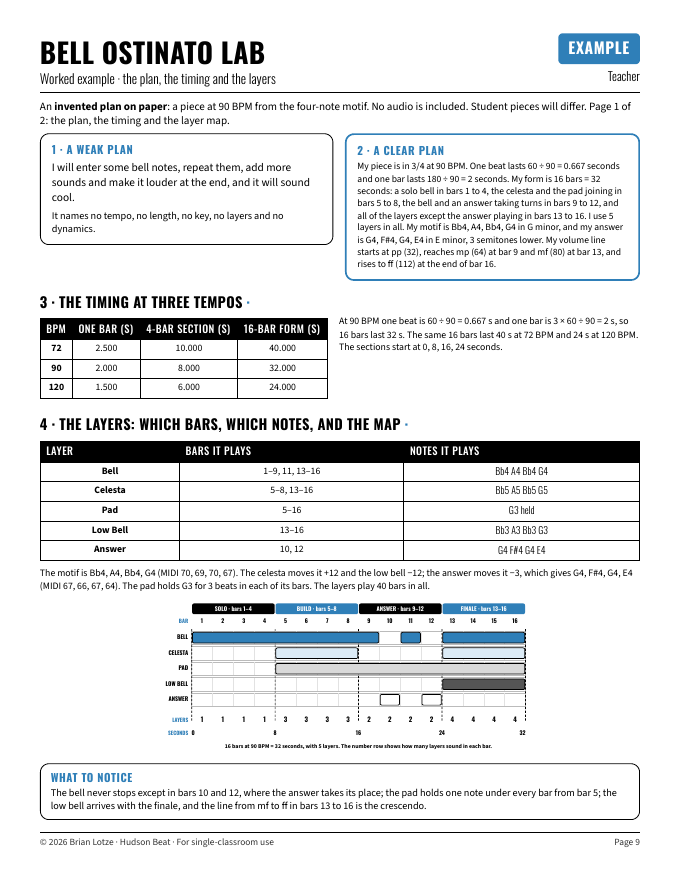 BELL OSTINATO LAB
EXAMPLE
Worked example · the plan, the timing and the layers
Teacher
An invented plan on paper: a piece at 90 BPM from the four-note motif. No audio is included. Student pieces will differ. Page 1 of
2: the plan, the timing and the layer map.
1 · A WEAK PLAN
I will enter some bell notes, repeat them, add more
sounds and make it louder at the end, and it will sound
cool.
It names no tempo, no length, no key, no layers and no
dynamics.
2 · A CLEAR PLAN
My piece is in 3/4 at 90 BPM. One beat lasts 60 ÷ 90 = 0.667 seconds
and one bar lasts 180 ÷ 90 = 2 seconds. My form is 16 bars = 32
seconds: a solo bell in bars 1 to 4, the celesta and the pad joining in
bars 5 to 8, the bell and an answer taking turns in bars 9 to 12, and
all of the layers except the answer playing in bars 13 to 16. I use 5
layers in all. My motif is Bb4, A4, Bb4, G4 in G minor, and my answer
is G4, F#4, G4, E4 in E minor, 3 semitones lower. My volume line
starts at pp (32), reaches mp (64) at bar 9 and mf (80) at bar 13, and
rises to ff (112) at the end of bar 16.
3 · THE TIMING AT THREE TEMPOS ·
BPM ONE BAR (S) 4-BAR SECTION (S) 16-BAR FORM (S)
72 2.500 10.000 40.000
90 2.000 8.000 32.000
120 1.500 6.000 24.000
At 90 BPM one beat is 60 ÷ 90 = 0.667 s and one bar is 3 × 60 ÷ 90 = 2 s, so
16 bars last 32 s. The same 16 bars last 40 s at 72 BPM and 24 s at 120 BPM.
The sections start at 0, 8, 16, 24 seconds.
4 · THE LAYERS: WHICH BARS, WHICH NOTES, AND THE MAP ·
LAYER BARS IT PLAYS NOTES IT PLAYS
Bell 1–9, 11, 13–16 Bb4 A4 Bb4 G4
Celesta 5–8, 13–16 Bb5 A5 Bb5 G5
Pad 5–16 G3 held
Low Bell 13–16 Bb3 A3 Bb3 G3
Answer 10, 12 G4 F#4 G4 E4
The motif is Bb4, A4, Bb4, G4 (MIDI 70, 69, 70, 67). The celesta moves it +12 and the low bell −12; the answer moves it −3, which gives G4, F#4, G4, E4
(MIDI 67, 66, 67, 64). The pad holds G3 for 3 beats in each of its bars. The layers play 40 bars in all.
SOLO · bars 1–4 BUILD · bars 5–8 ANSWER · bars 9–12 FINALE · bars 13–16
BAR 1 2 3 4 5 6 7 8 9 10 11 12 13 14 15 16
BELL
CELESTA
PAD
LOW BELL
ANSWER
LAYERS 1 1 1 1 3 3 3 3 2 2 2 2 4 4 4 4
SECONDS 0 8 16 24 32
16 bars at 90 BPM = 32 seconds, with 5 layers. The number row shows how many layers sound in each bar.
WHAT TO NOTICE
The bell never stops except in bars 10 and 12, where the answer takes its place; the pad holds one note under every bar from bar 5; the
low bell arrives with the finale, and the line from mf to ff in bars 13 to 16 is the crescendo.
© 2026 Brian Lotze · Hudson Beat · For single-classroom use
Page 9